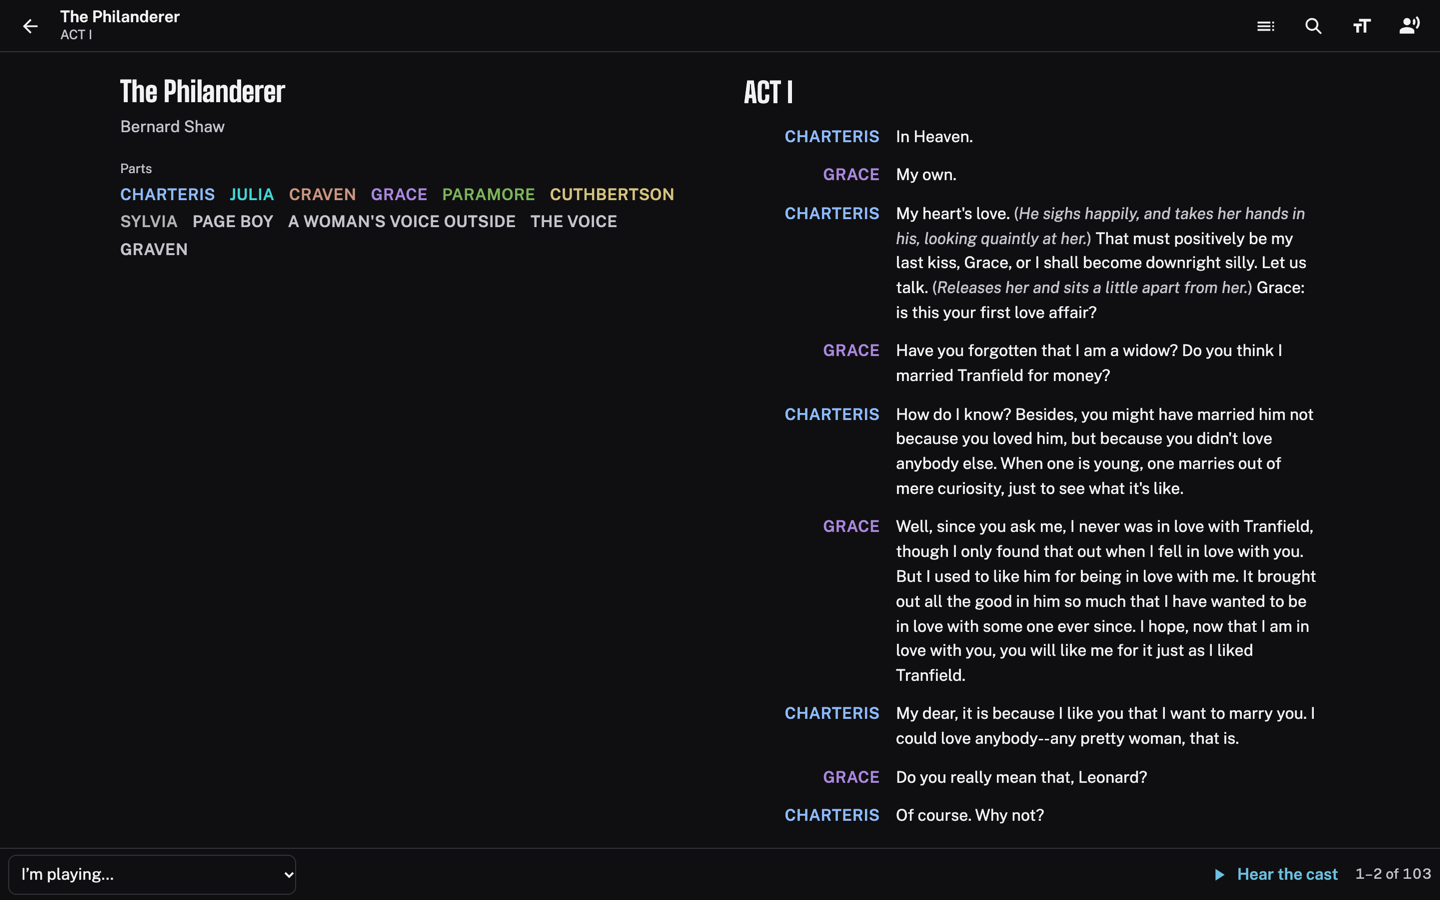 The Philanderer
ACT I
The Philanderer
Bernard Shaw
Parts
CHARTERIS JULIA CRAVEN GRACE PARAMORE CUTHBERTSON
SYLVIA PAGE BOY A WOMAN'S VOICE OUTSIDE THE VOICE
GRAVEN
ACT I
CHARTERIS In Heaven.
GRACE My own.
CHARTERIS My heart's love. (He sighs happily, and takes her hands in
his, looking quaintly at her.) That must positively be my
last kiss, Grace, or I shall become downright silly. Let us
talk. (Releases her and sits a little apart from her.) Grace:
is this your first love affair?
GRACE Have you forgotten that I am a widow? Do you think I
married Tranfield for money?
CHARTERIS How do I know? Besides, you might have married him not
because you loved him, but because you didn't love
anybody else. When one is young, one marries out of
mere curiosity, just to see what it's like.
GRACE Well, since you ask me, I never was in love with Tranfield,
though I only found that out when I fell in love with you.
But I used to like him for being in love with me. It brought
out all the good in him so much that I have wanted to be
in love with some one ever since. I hope, now that I am in
love with you, you will like me for it just as I liked
Tranfield.
CHARTERIS My dear, it is because I like you that I want to marry you. I
could love anybody--any pretty woman, that is.
GRACE Do you really mean that, Leonard?
CHARTERIS Of course. Why not?
I'm playing...
Hear the cast 1–2 of 103